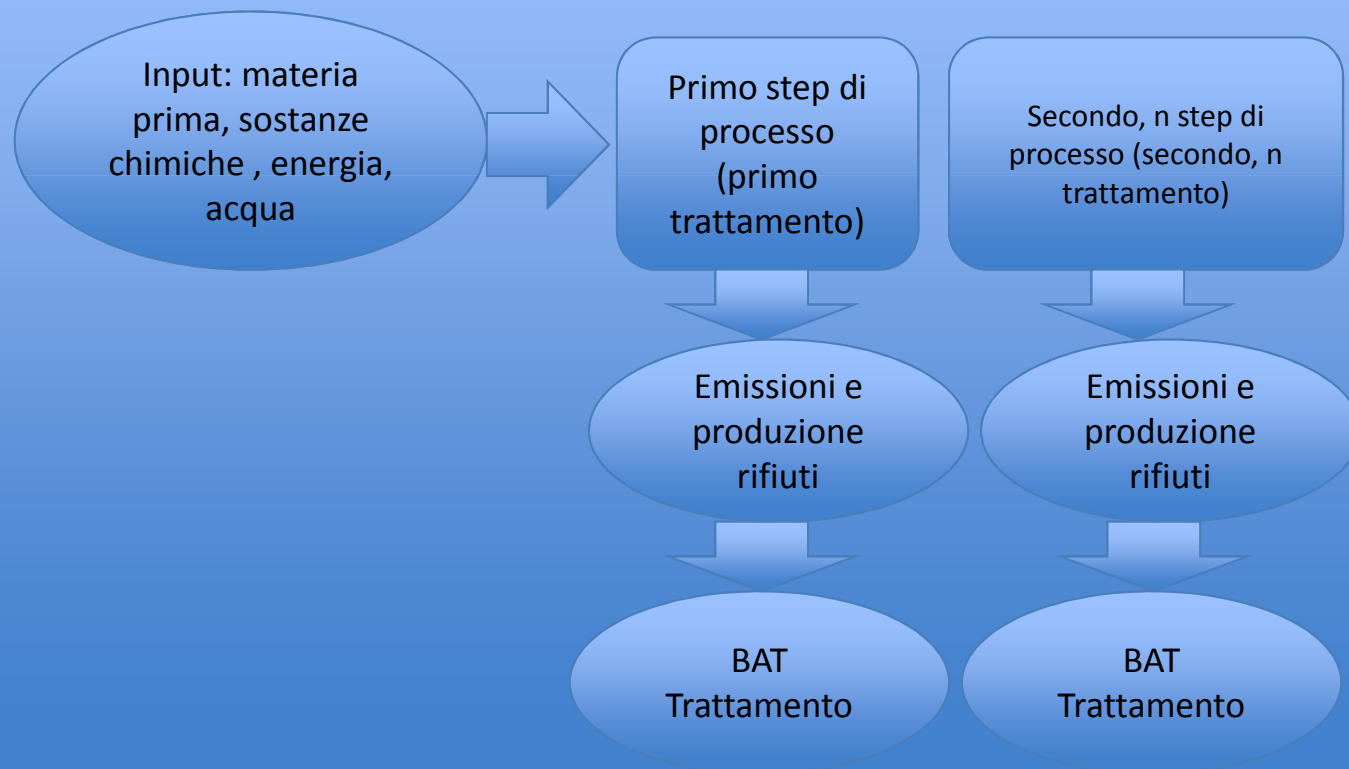 Input: materia
prima, sostanze
chimiche , energia,
acqua
Primo step di
processo
(primo
trattamento)
Secondo, n step di
processo (secondo, n
trattamento)
Emissioni e
produzione
rifiuti
Emissioni e
produzione
rifiuti
BAT
Trattamento
BAT
Trattamento